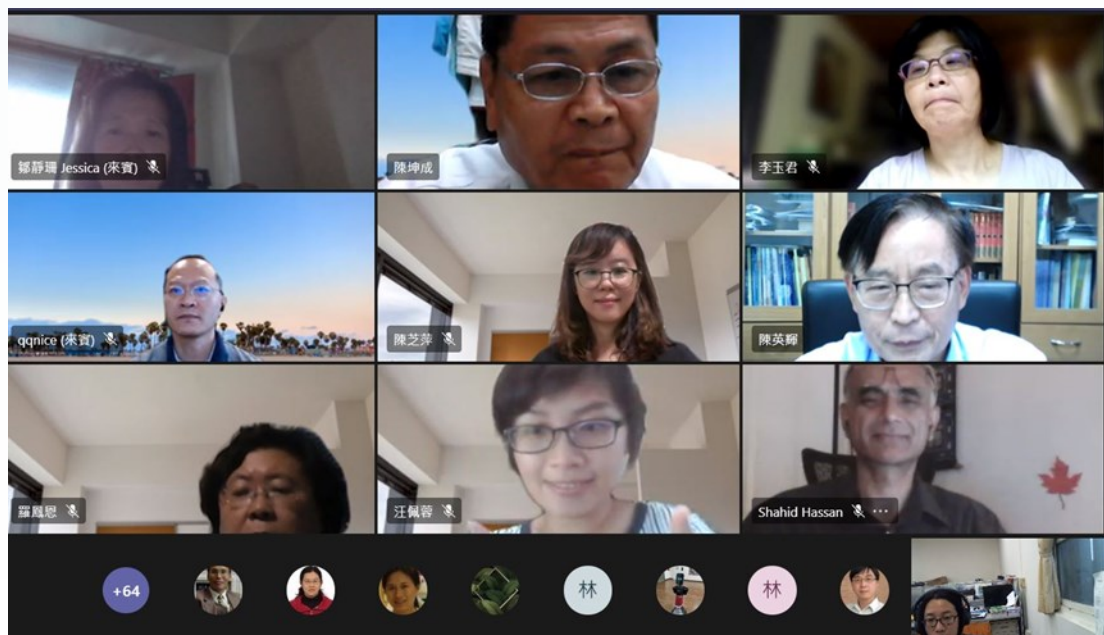 鄒靜珊 Jessica (來賓)
陳坤成
李玉君
qqnice (來賓)
陳芝萍
陳英輝
羅鳳恩
汪佩蓉
Shahid Hassan
+64
林
林